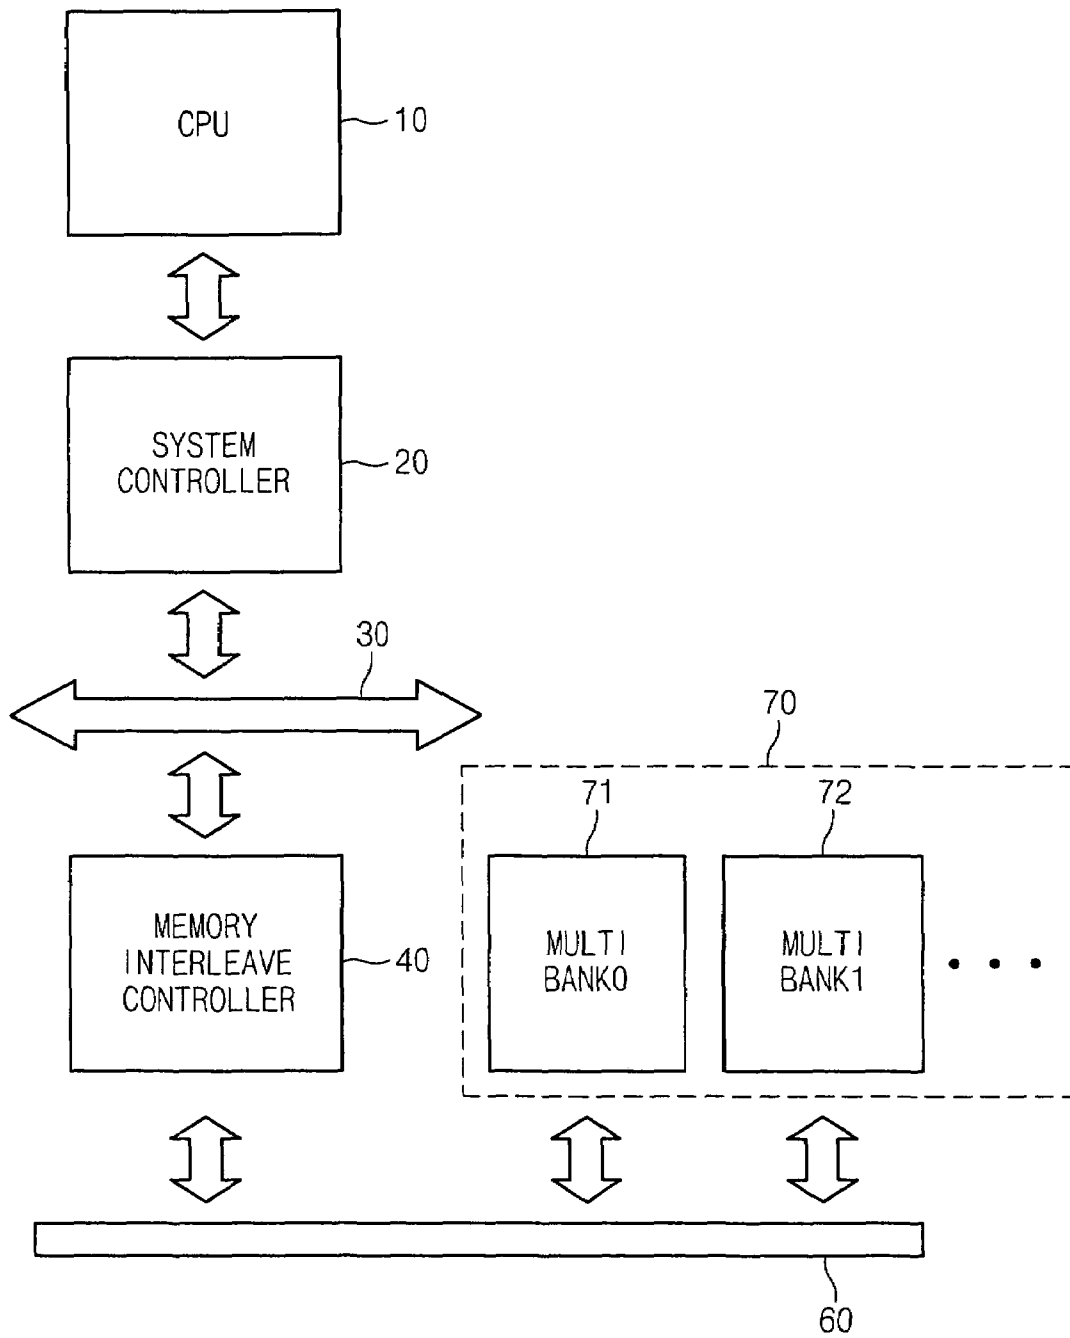 CPU
10
SYSTEM
CONTROLLER
20
30
70
71
72
MEMORY
INTERLEAVE
CONTROLLER
40
MULTI
BANK0
MULTI
BANK1
60